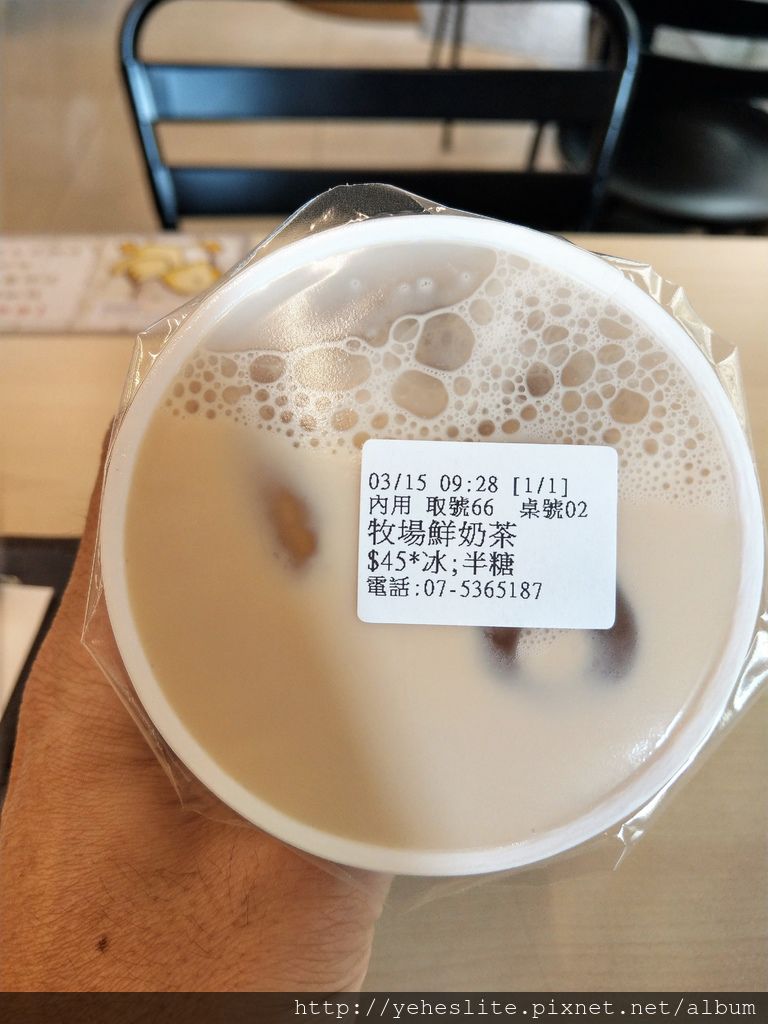 03/15 09:28 [1/1]
內用 取號66 桌號02
牧場鮮奶茶
$45*冰;半糖
電話:07-5365187
http://yeheslite.pixnet.net/album